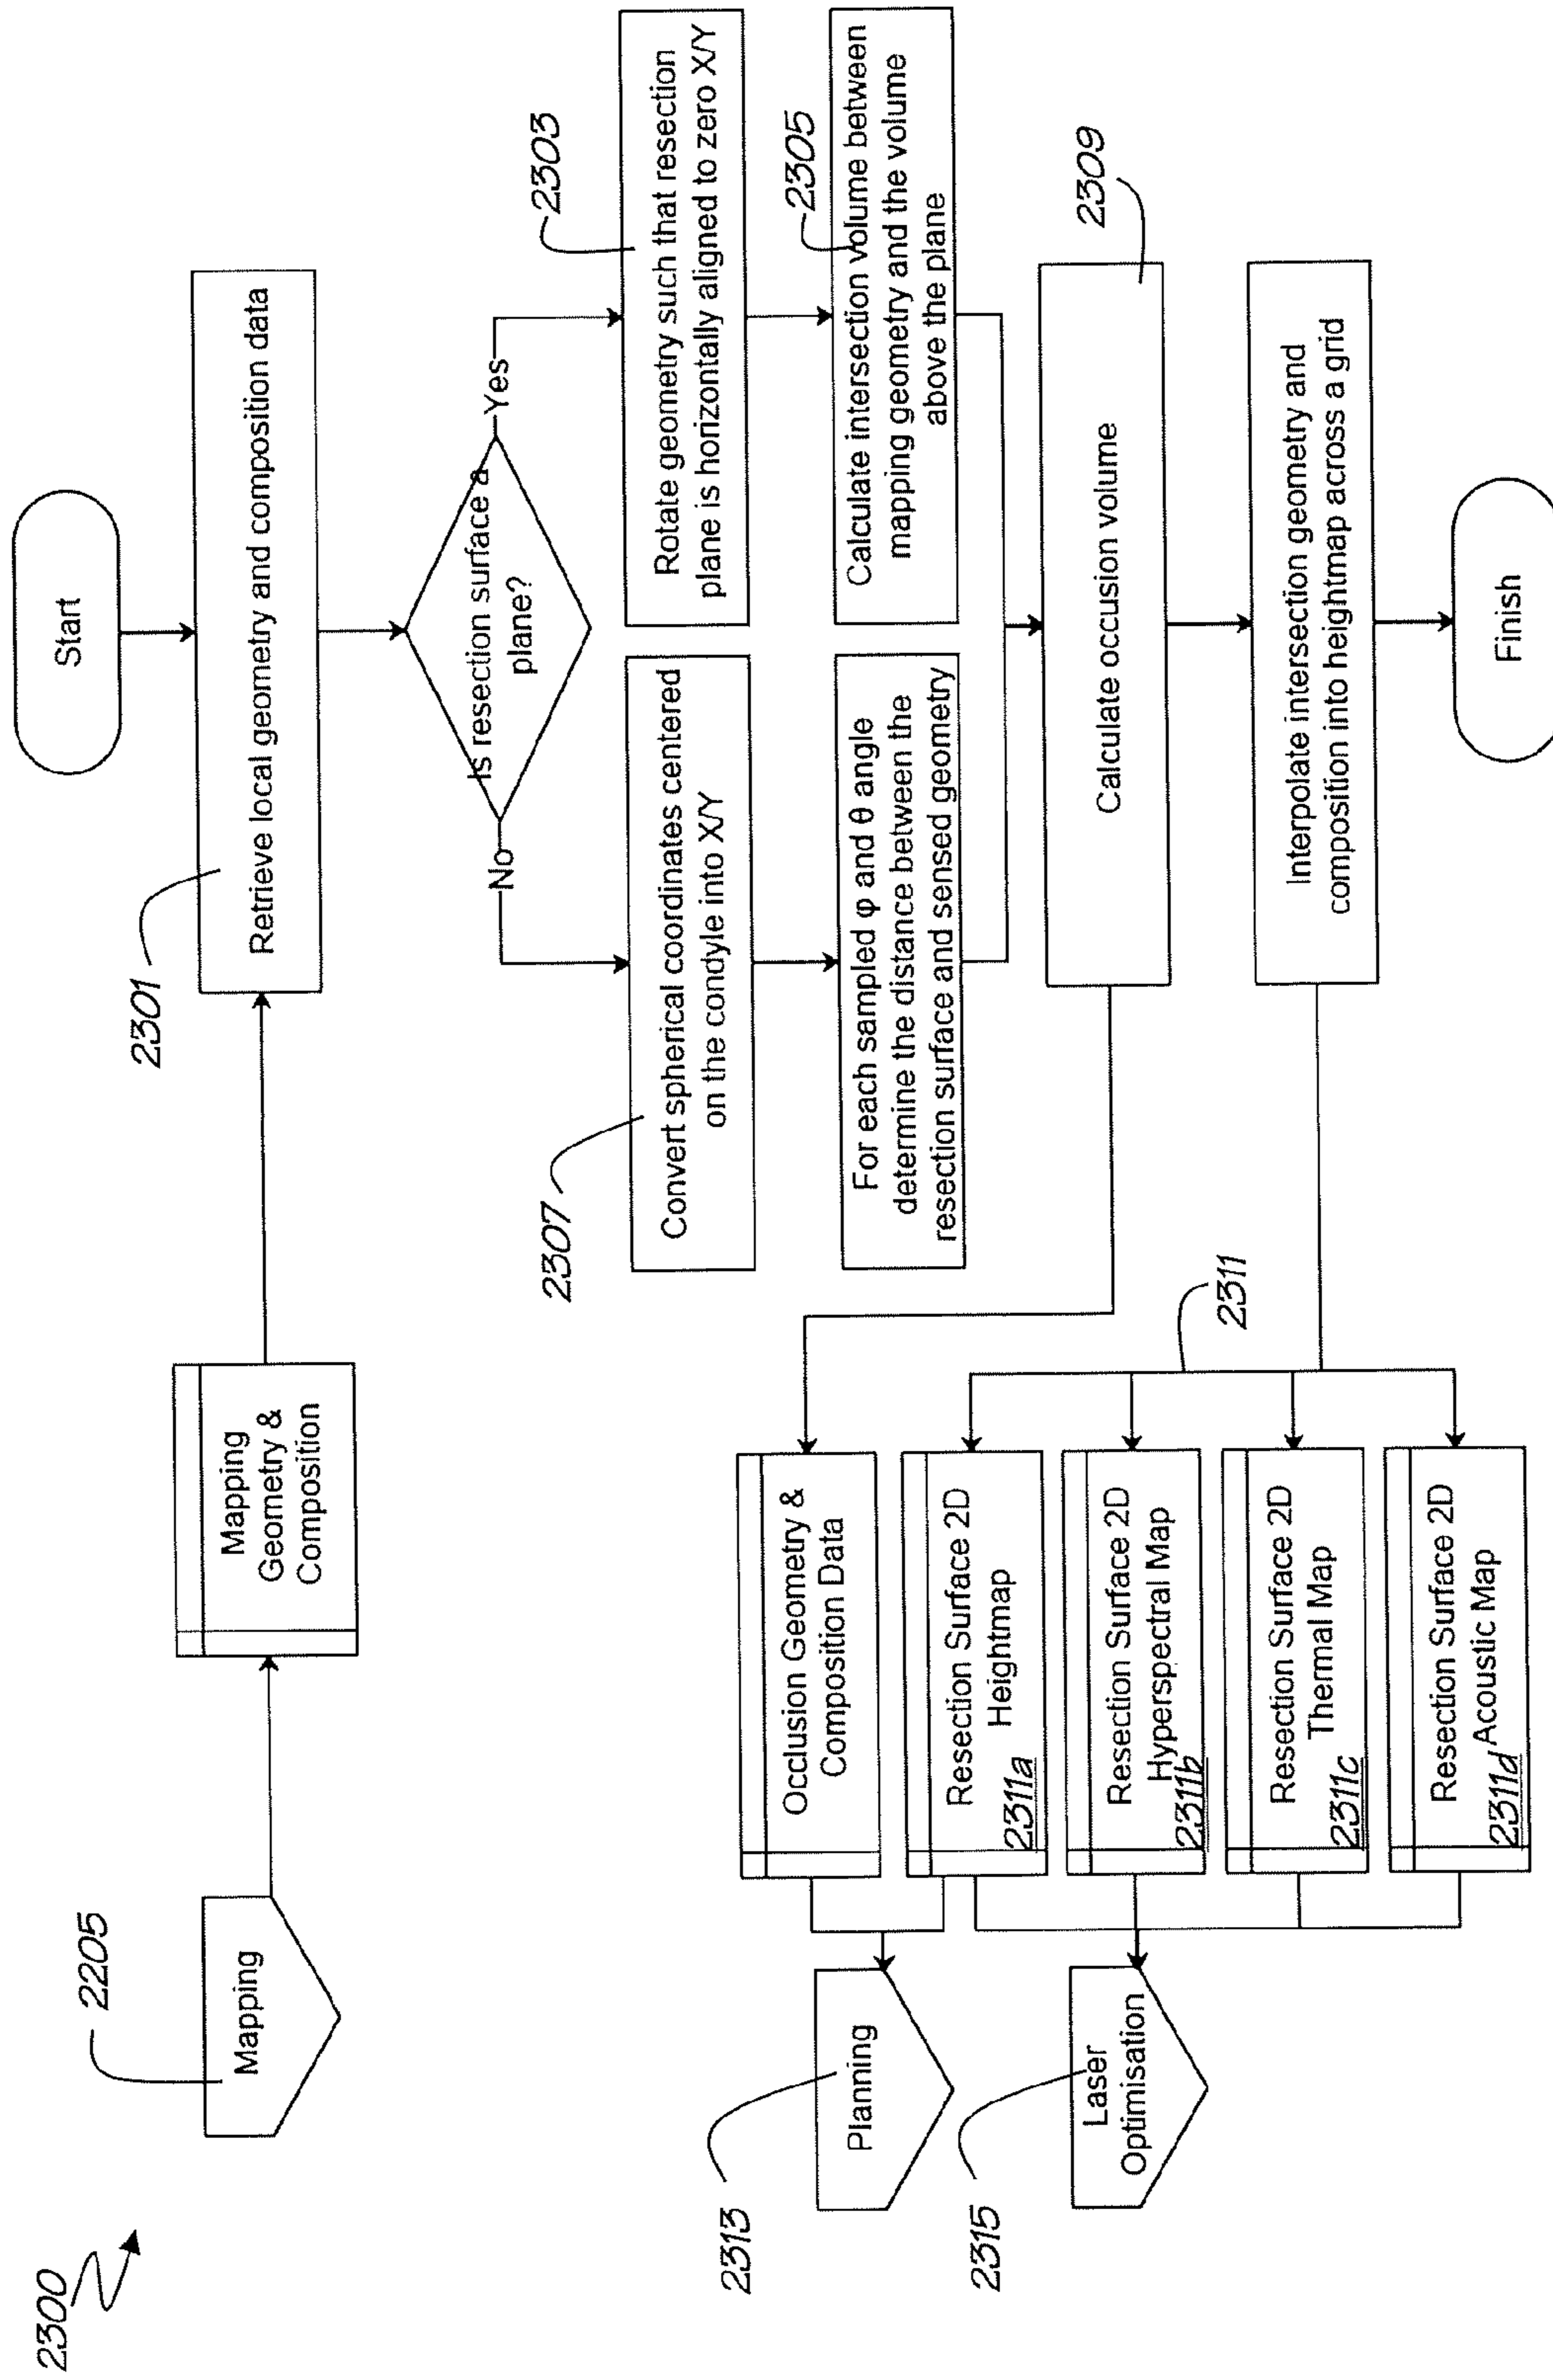 2300
2205
Mapping
Mapping
Geometry &
Composition
Start
2301
Retrieve local geometry and composition data
Is resection surface a
plane?
No
Yes
2303
Rotate geometry such that resection
plane is horizontally aligned to zero X/Y
2305
Calculate intersection volume between
mapping geometry and the volume
above the plane
2307
Convert spherical coordinates centered
on the condyle into X/Y
For each sampled φ and θ angle
determine the distance between the
resection surface and sensed geometry
2309
Calculate occusion volume
Interpolate intersection geometry and
composition into heightmap across a grid
Finish
2311
Occlusion Geometry &
Composition Data
Resection Surface 2D
Heightmap
2311a
Resection Surface 2D
Hyperspectral Map
2311b
Resection Surface 2D
Thermal Map
2311c
Resection Surface 2D
Acoustic Map
2311d
2313
Planning
2315
Laser
Optimisation